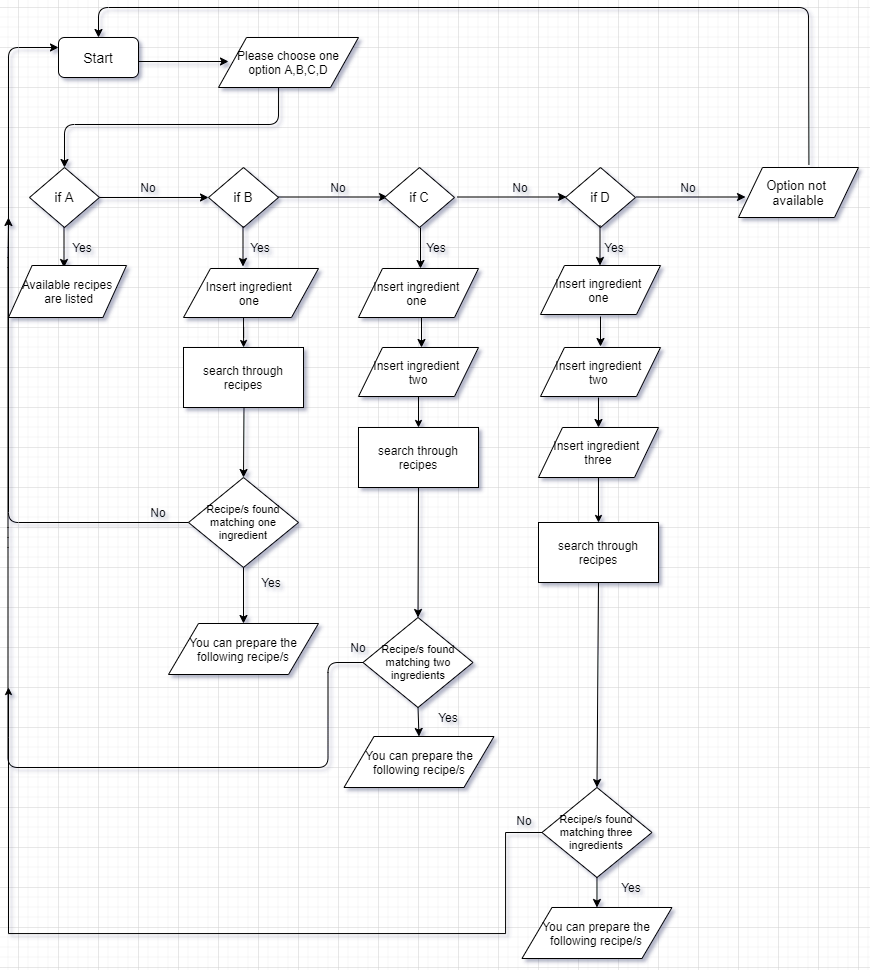 Start
Please choose one
option A,B,C,D
if A
No
if B
No
if C
No
if D
No
Option not
available
Yes
Yes
Yes
Yes
Available recipes
are listed
Insert ingredient
one
Insert ingredient
one
Insert ingredient
one
search through
recipes
Insert ingredient
two
Insert ingredient
two
search through
recipes
Insert ingredient
three
No
Recipe/s found
matching one
ingredient
search through
recipes
Yes
You can prepare the
following recipe/s
No
Recipe/s found
matching two
ingredients
Yes
You can prepare the
following recipe/s
No
Recipe/s found
matching three
ingredients
Yes
You can prepare the
following recipe/s